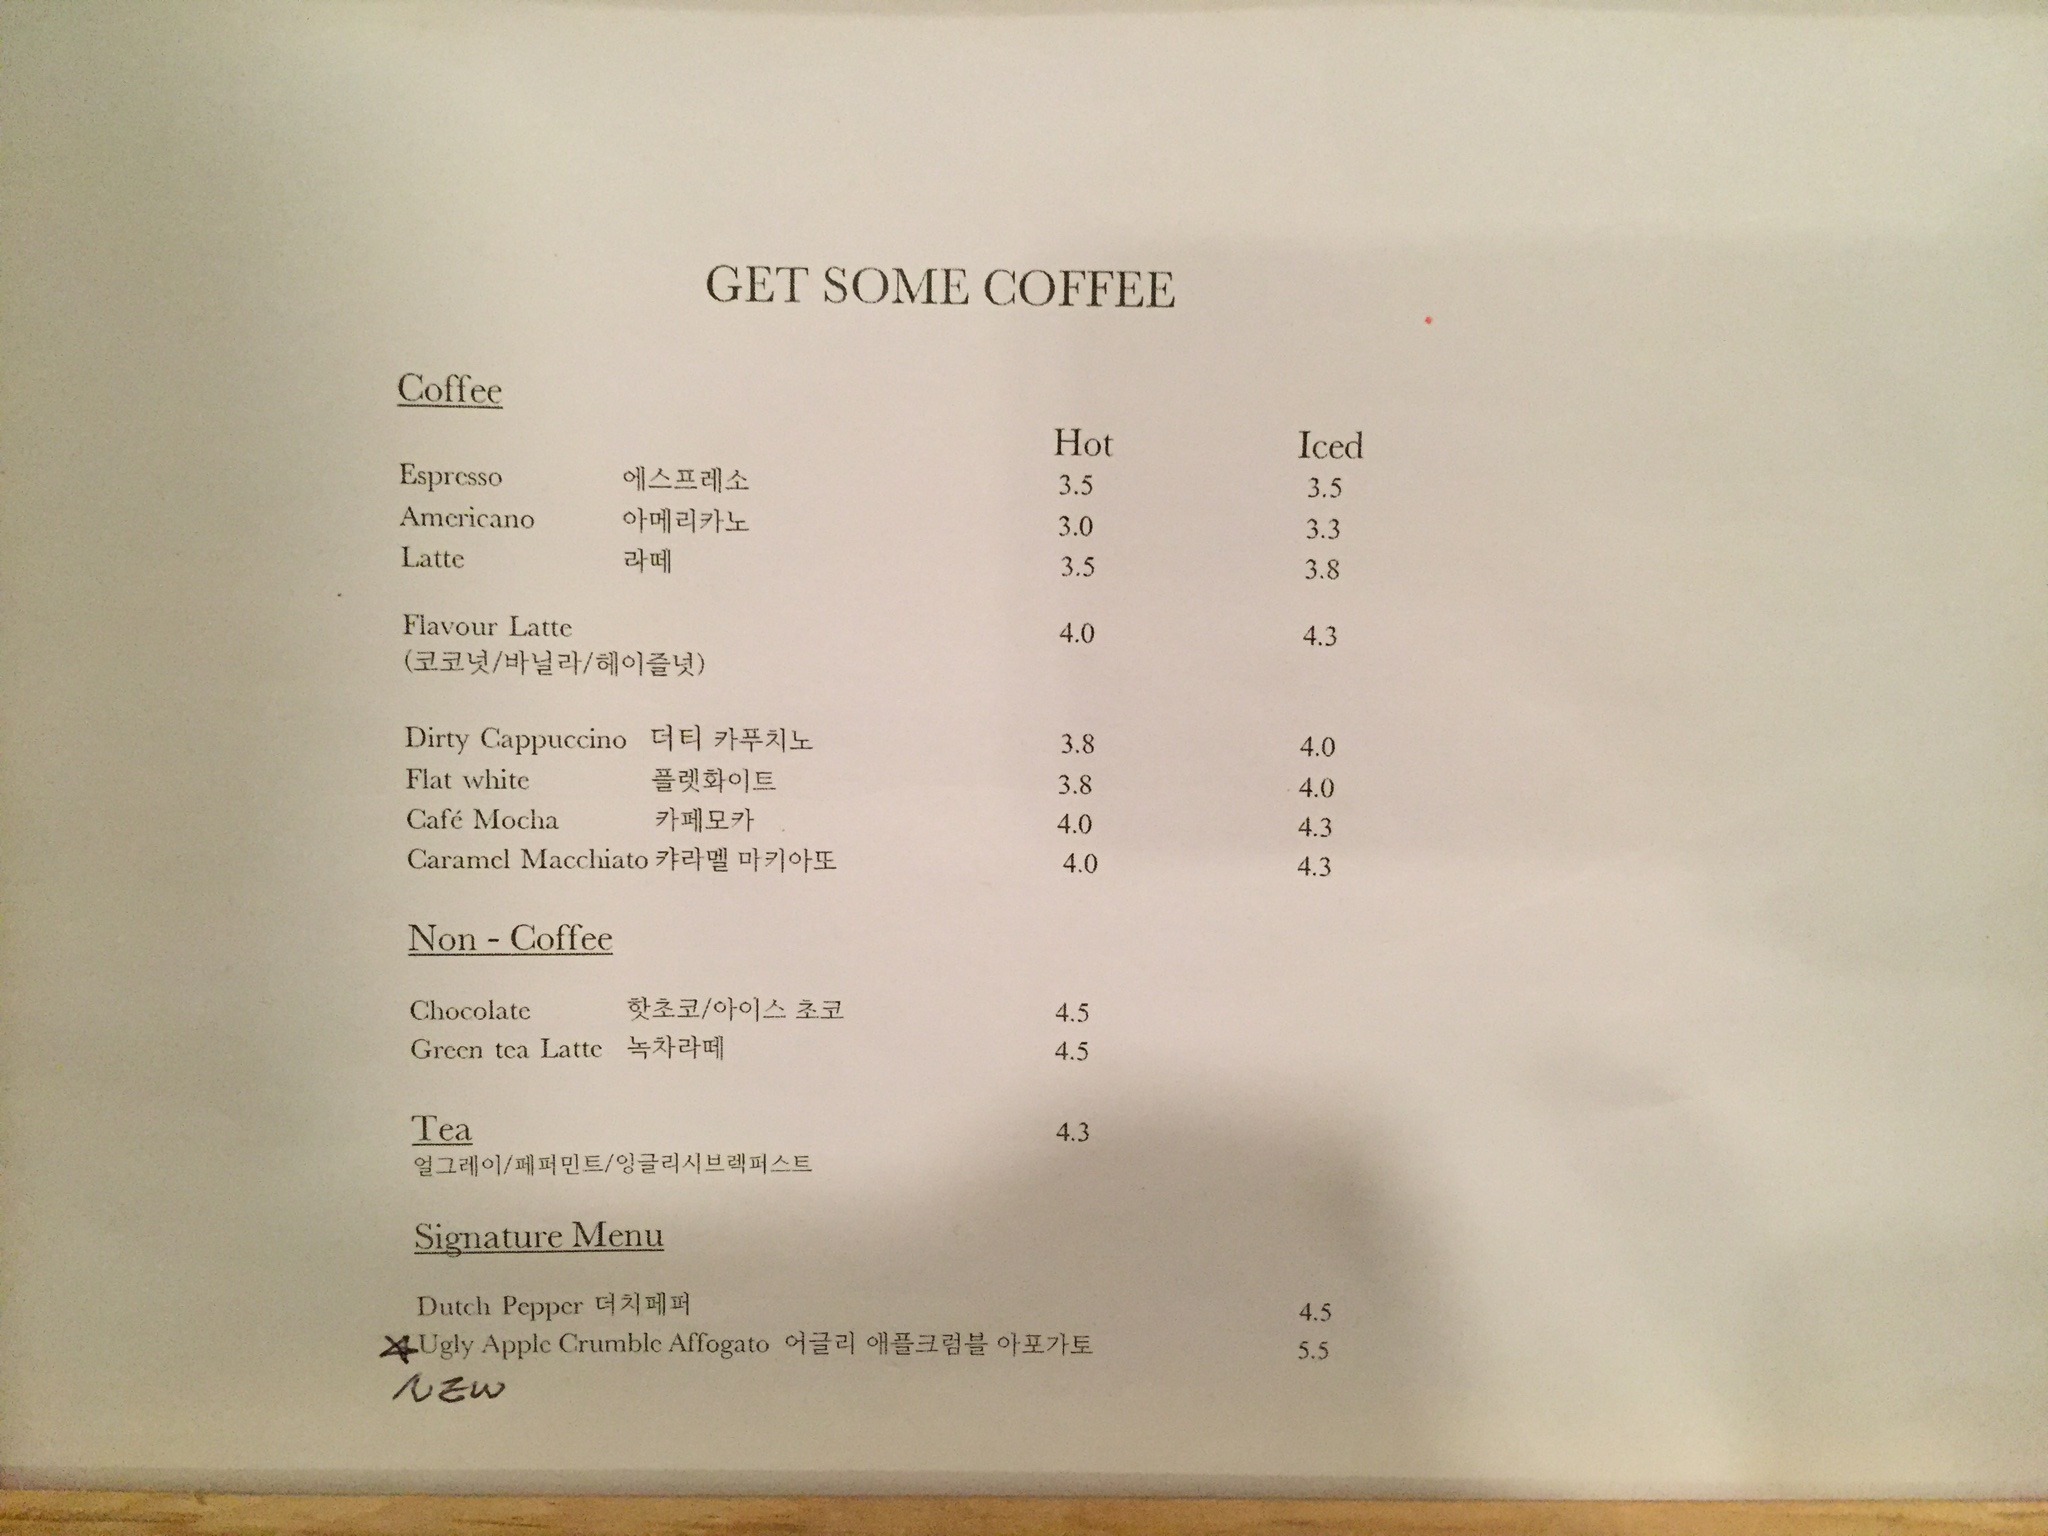 GET SOME COFFEE
Coffee
Hot Iced
Espresso 에스프레소 3.5 3.5
Americano 아메리카노 3.0 3.3
Latte 라떼 3.5 3.8
Flavour Latte 4.0 4.3
(코코넛/바닐라/헤이즐넛)
Dirty Cappuccino 더티 카푸치노 3.8 4.0
Flat white 플렛화이트 3.8 4.0
Café Mocha 카페모카 4.0 4.3
Caramel Macchiato 캬라멜 마키아또 4.0 4.3
Non - Coffee
Chocolate 핫초코/아이스 초코 4.5
Green tea Latte 녹차라떼 4.5
Tea 4.3
얼그레이/페퍼민트/잉글리시브렉퍼스트
Signature Menu
Dutch Pepper 더치페퍼 4.5
Ugly Apple Crumble Affogato 어글리 애플크럼블 아포가토 5.5
NEW